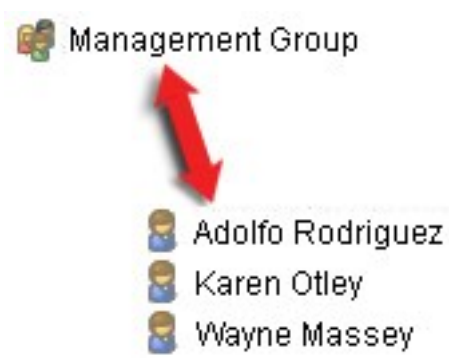 Management Group
Adolfo Rodriguez
Karen Otley
Wayne Massey